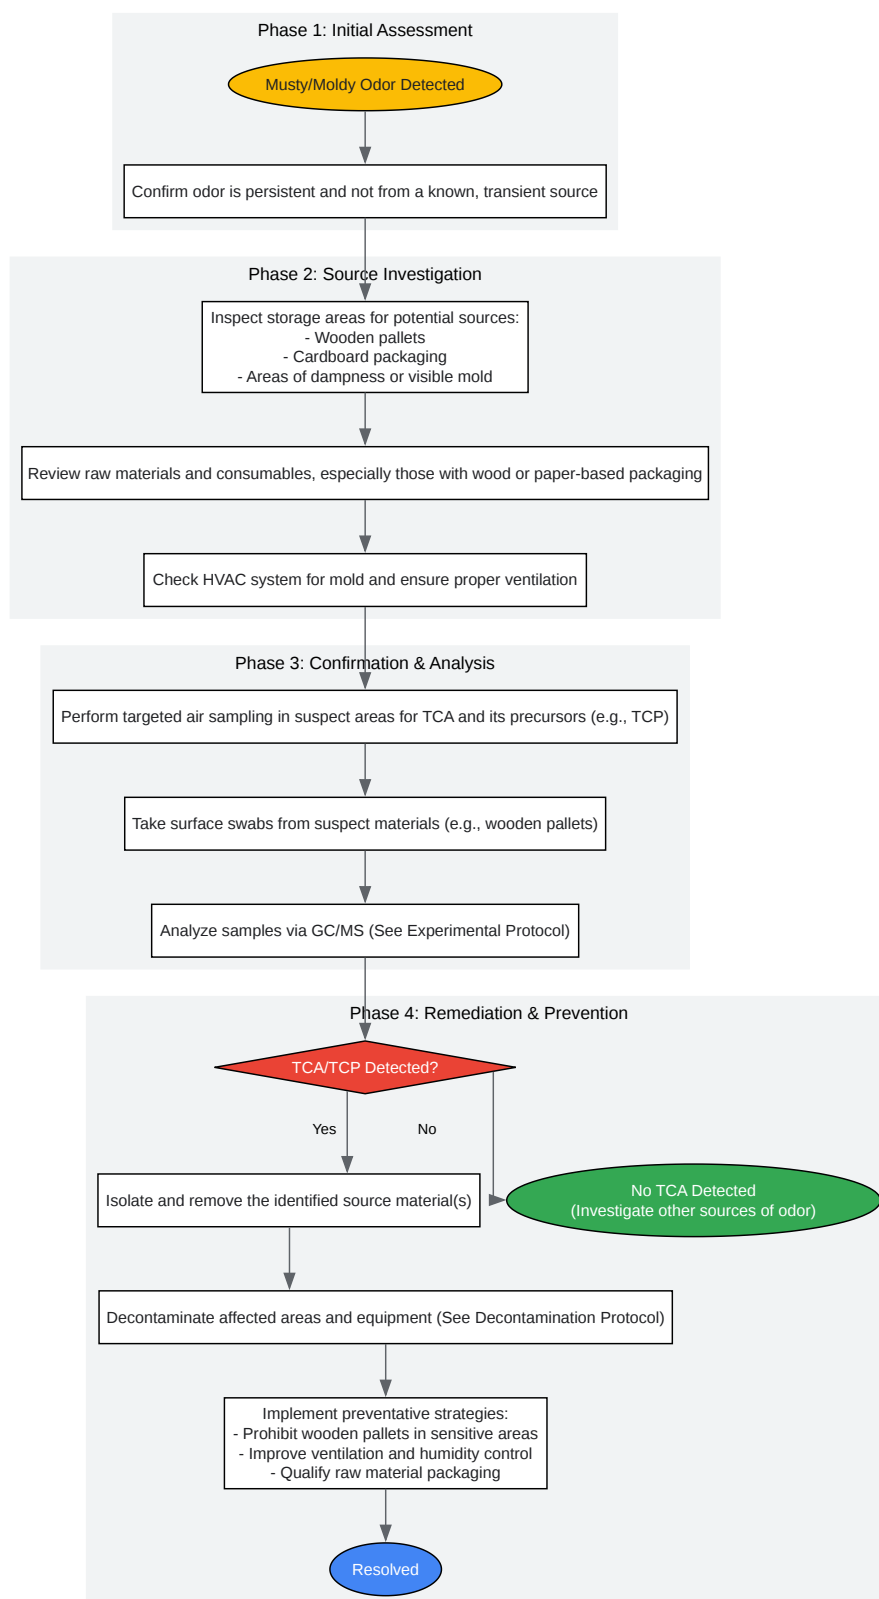 Phase 1: Initial Assessment
Musty/Moldy Odor Detected
Confirm odor is persistent and not from a known, transient source
Phase 2: Source Investigation
Inspect storage areas for potential sources:
- Wooden pallets
- Cardboard packaging
- Areas of dampness or visible mold
Review raw materials and consumables, especially those with wood or paper-based packaging
Check HVAC system for mold and ensure proper ventilation
Phase 3: Confirmation & Analysis
Perform targeted air sampling in suspect areas for TCA and its precursors (e.g., TCP)
Take surface swabs from suspect materials (e.g., wooden pallets)
Analyze samples via GC/MS (See Experimental Protocol)
Phase 4: Remediation & Prevention
TCA/TCP Detected?
Yes
No
Isolate and remove the identified source material(s)
No TCA Detected
(Investigate other sources of odor)
Decontaminate affected areas and equipment (See Decontamination Protocol)
Implement preventative strategies:
- Prohibit wooden pallets in sensitive areas
- Improve ventilation and humidity control
- Qualify raw material packaging
Resolved